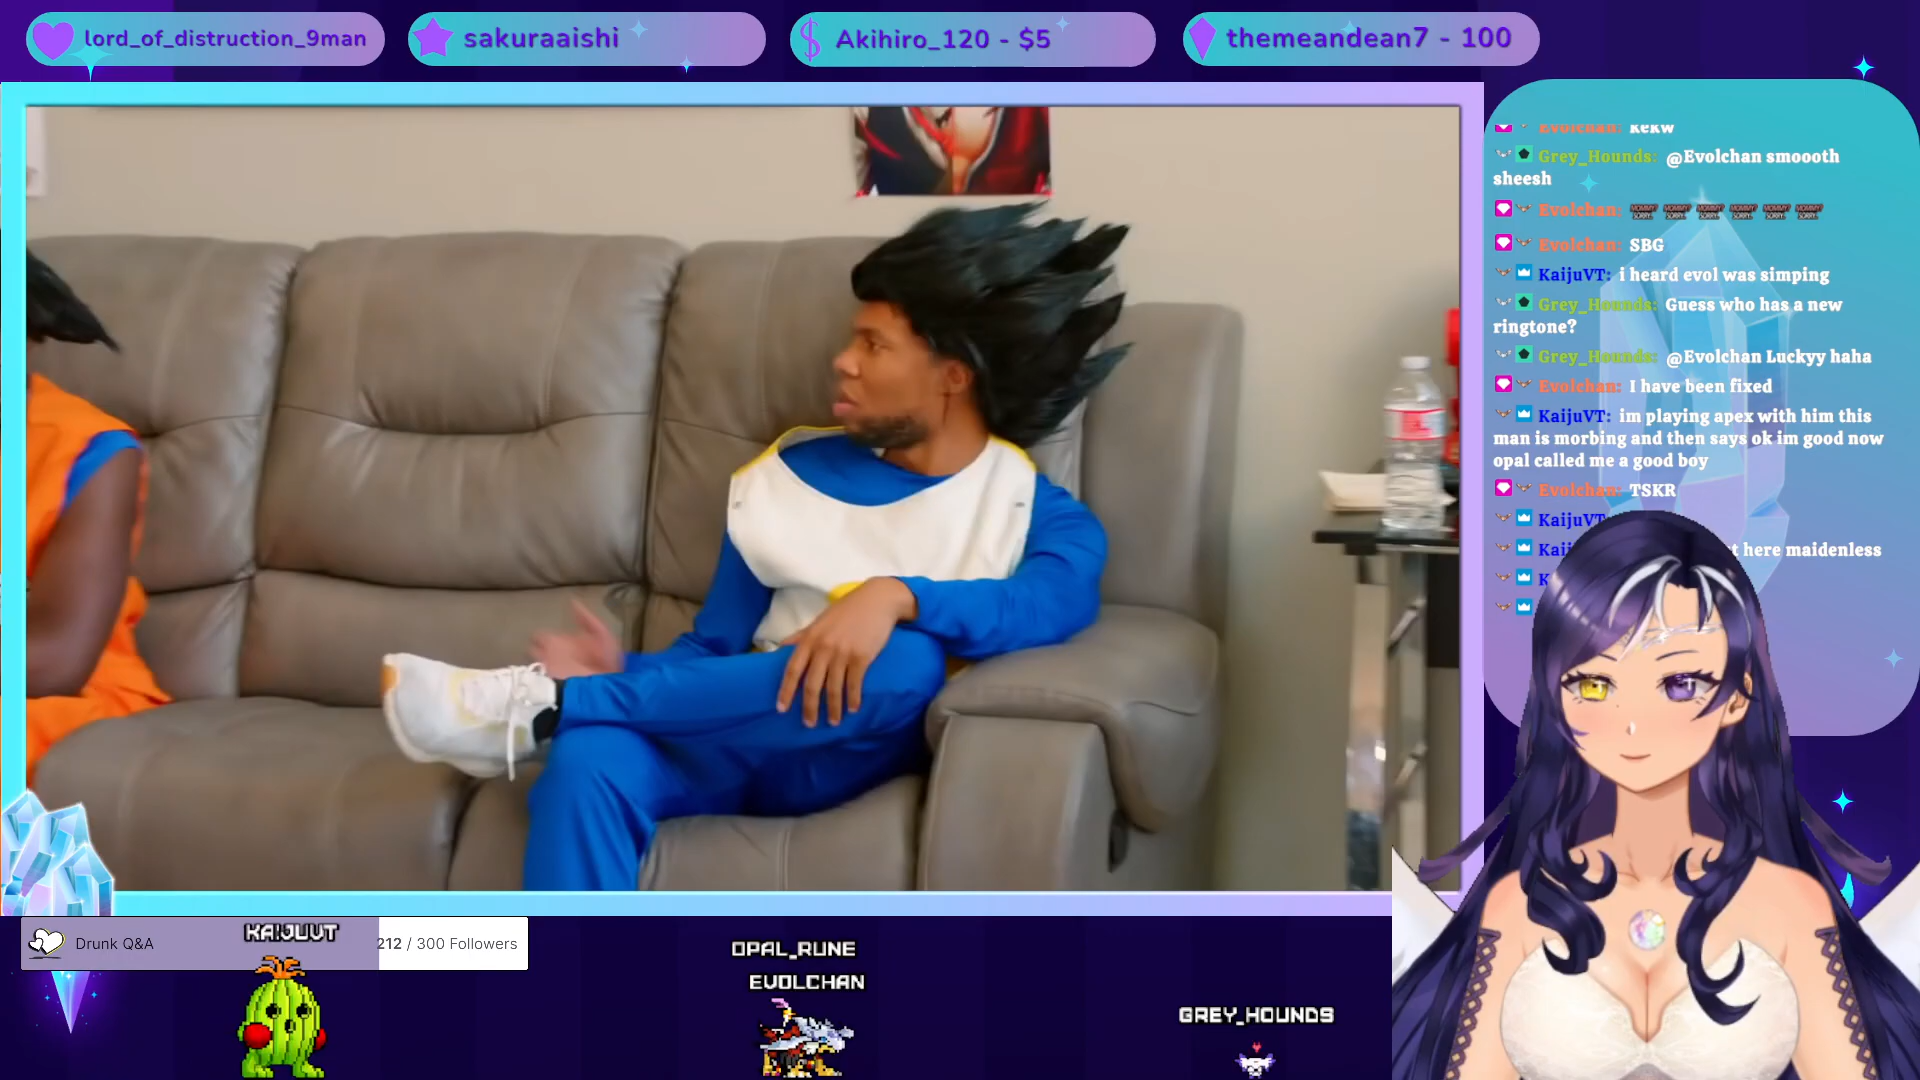 lord_of_distruction_9man
sakuraaishi
Akihiro_120 - $5
themeandean7 - 100
Evolchan: kekw
Grey_Hounds: @Evolchan smoooth
sheesh
Evolchan:
Evolchan: SBG
KaijuVT: i heard evol was simping
Grey_Hounds: Guess who has a new
ringtone?
Grey_Hounds: @Evolchan Luckyy haha
Evolchan: I have been fixed
KaijuVT: im playing apex with him this
man is morbing and then says ok im good now
opal called me a good boy
Evolchan: TSKR
KaijuVT
here maidenless
Drunk Q&A
212 / 300 Followers
KAIJUVT
OPAL_RUNE
EVOLCHAN
GREY_HOUNDS